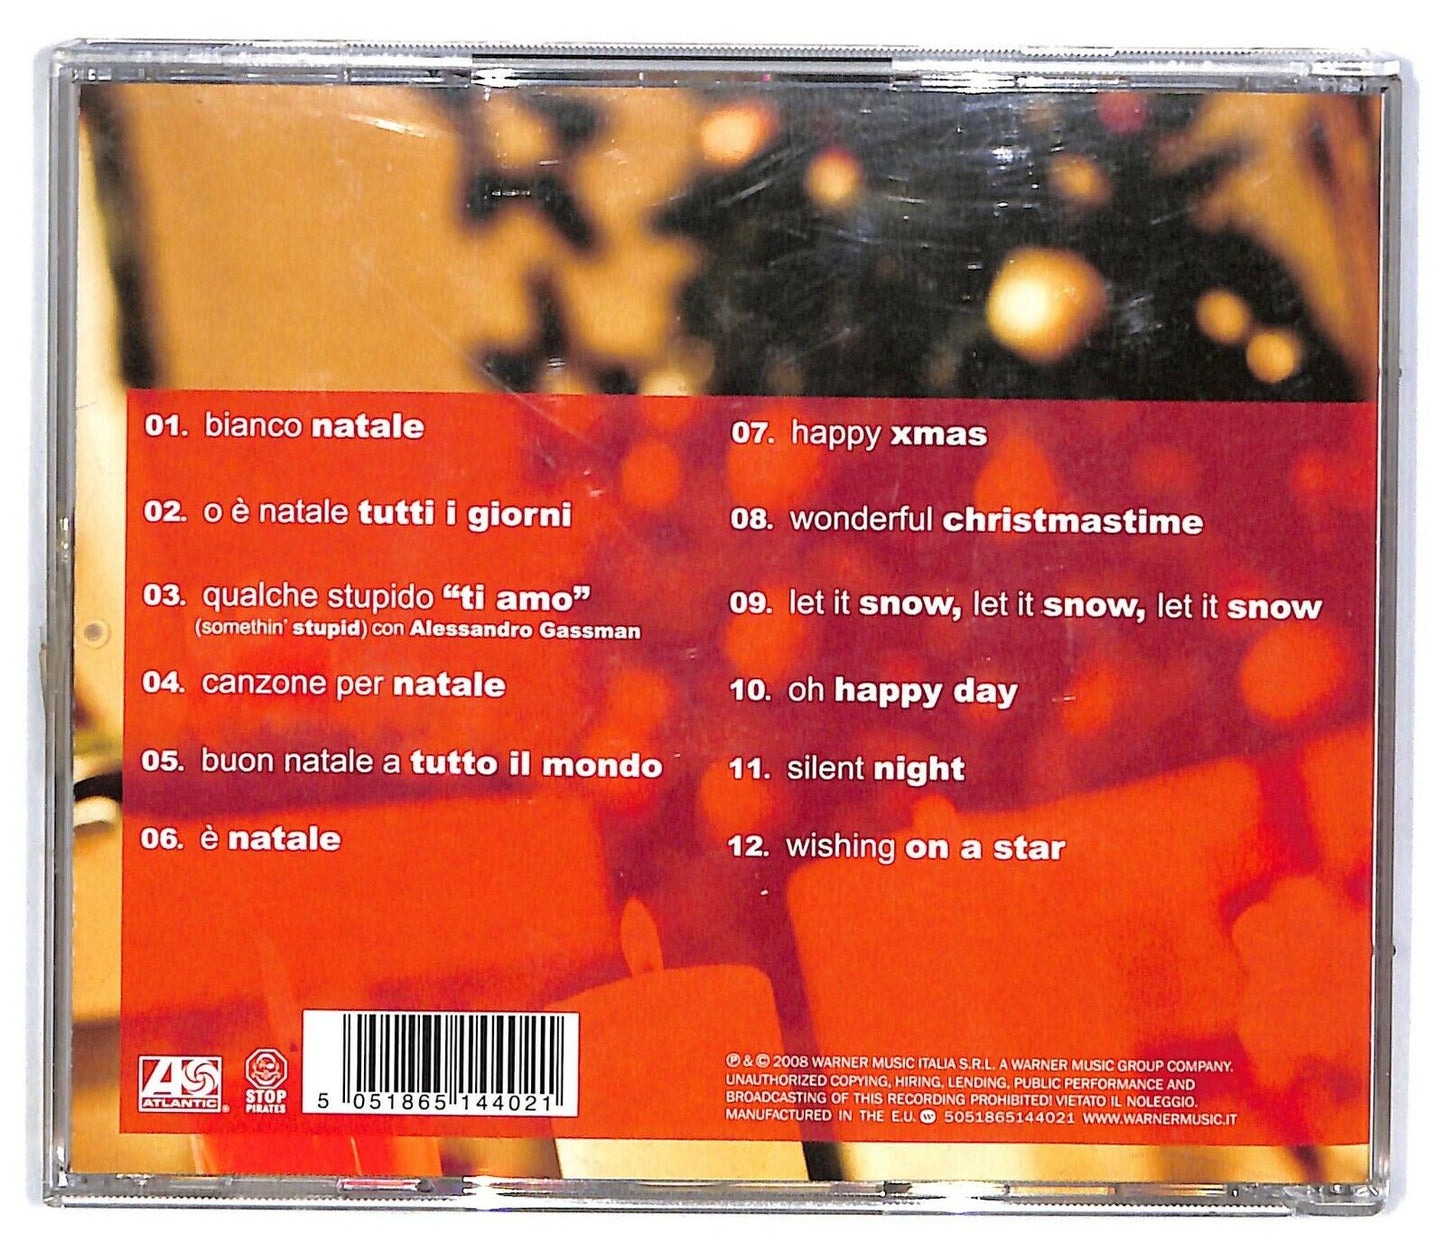 01. bianco natale
02. o è natale tutti i giorni
03. qualche stupido “ti amo”
(somethin’ stupid) con Alessandro Gassman
04. canzone per natale
05. buon natale a tutto il mondo
06. è natale
07. happy xmas
08. wonderful christmastime
09. let it snow, let it snow, let it snow
10. oh happy day
11. silent night
12. wishing on a star
ATLANTIC
STOP
PIRATES
5 051865 144021
℗ & © 2008 WARNER MUSIC ITALIA S.R.L. A WARNER MUSIC GROUP COMPANY.
UNAUTHORIZED COPYING, HIRING, LENDING, PUBLIC PERFORMANCE AND
BROADCASTING OF THIS RECORDING PROHIBITED! VIETATO IL NOLEGGIO.
MANUFACTURED IN THE E.U. 5051865144021 WWW.WARNERMUSIC.IT